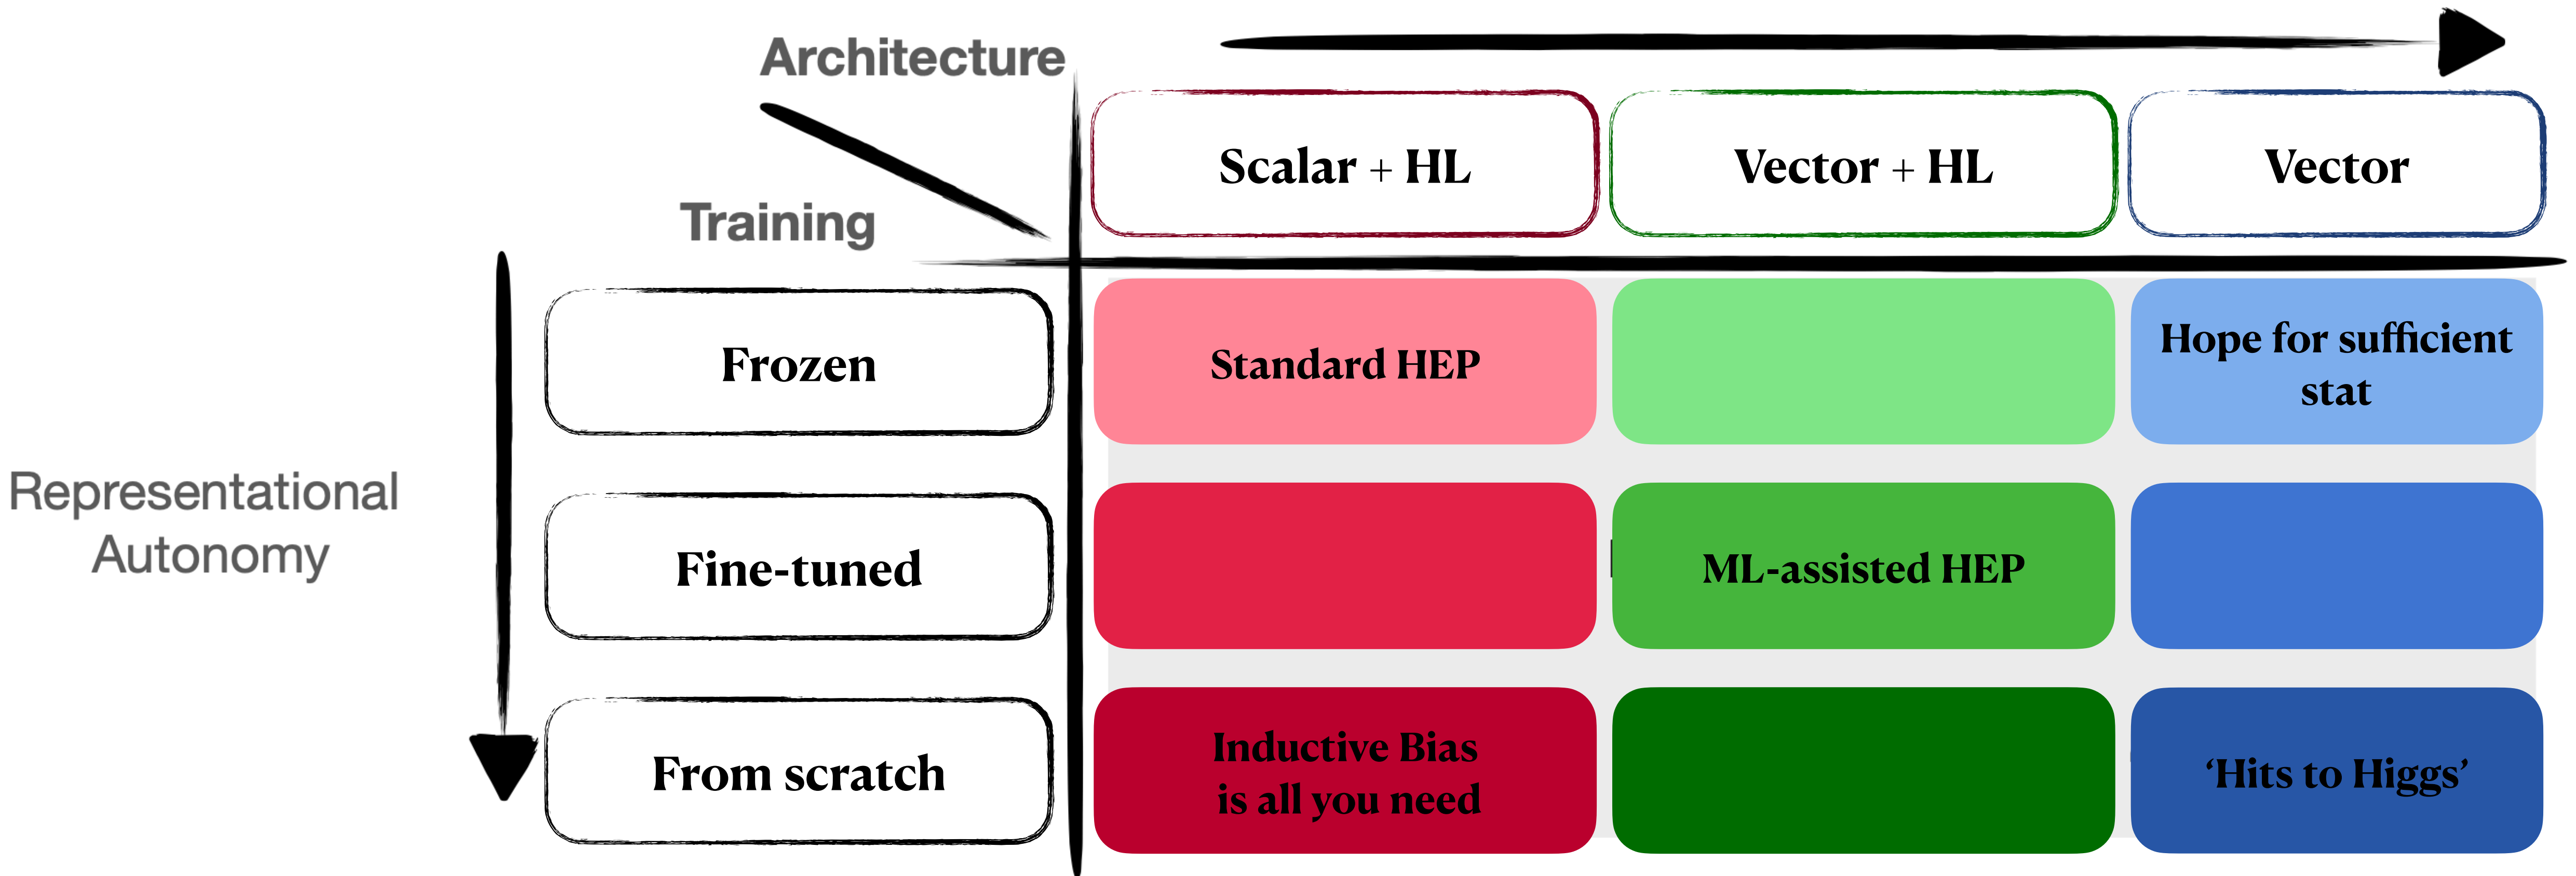 Architecture
Training
Scalar + HL
Vector + HL
Vector
Representational
Autonomy
Frozen
Standard HEP
Hope for sufficient
stat
Fine-tuned
ML-assisted HEP
From scratch
Inductive Bias
is all you need
‘Hits to Higgs’